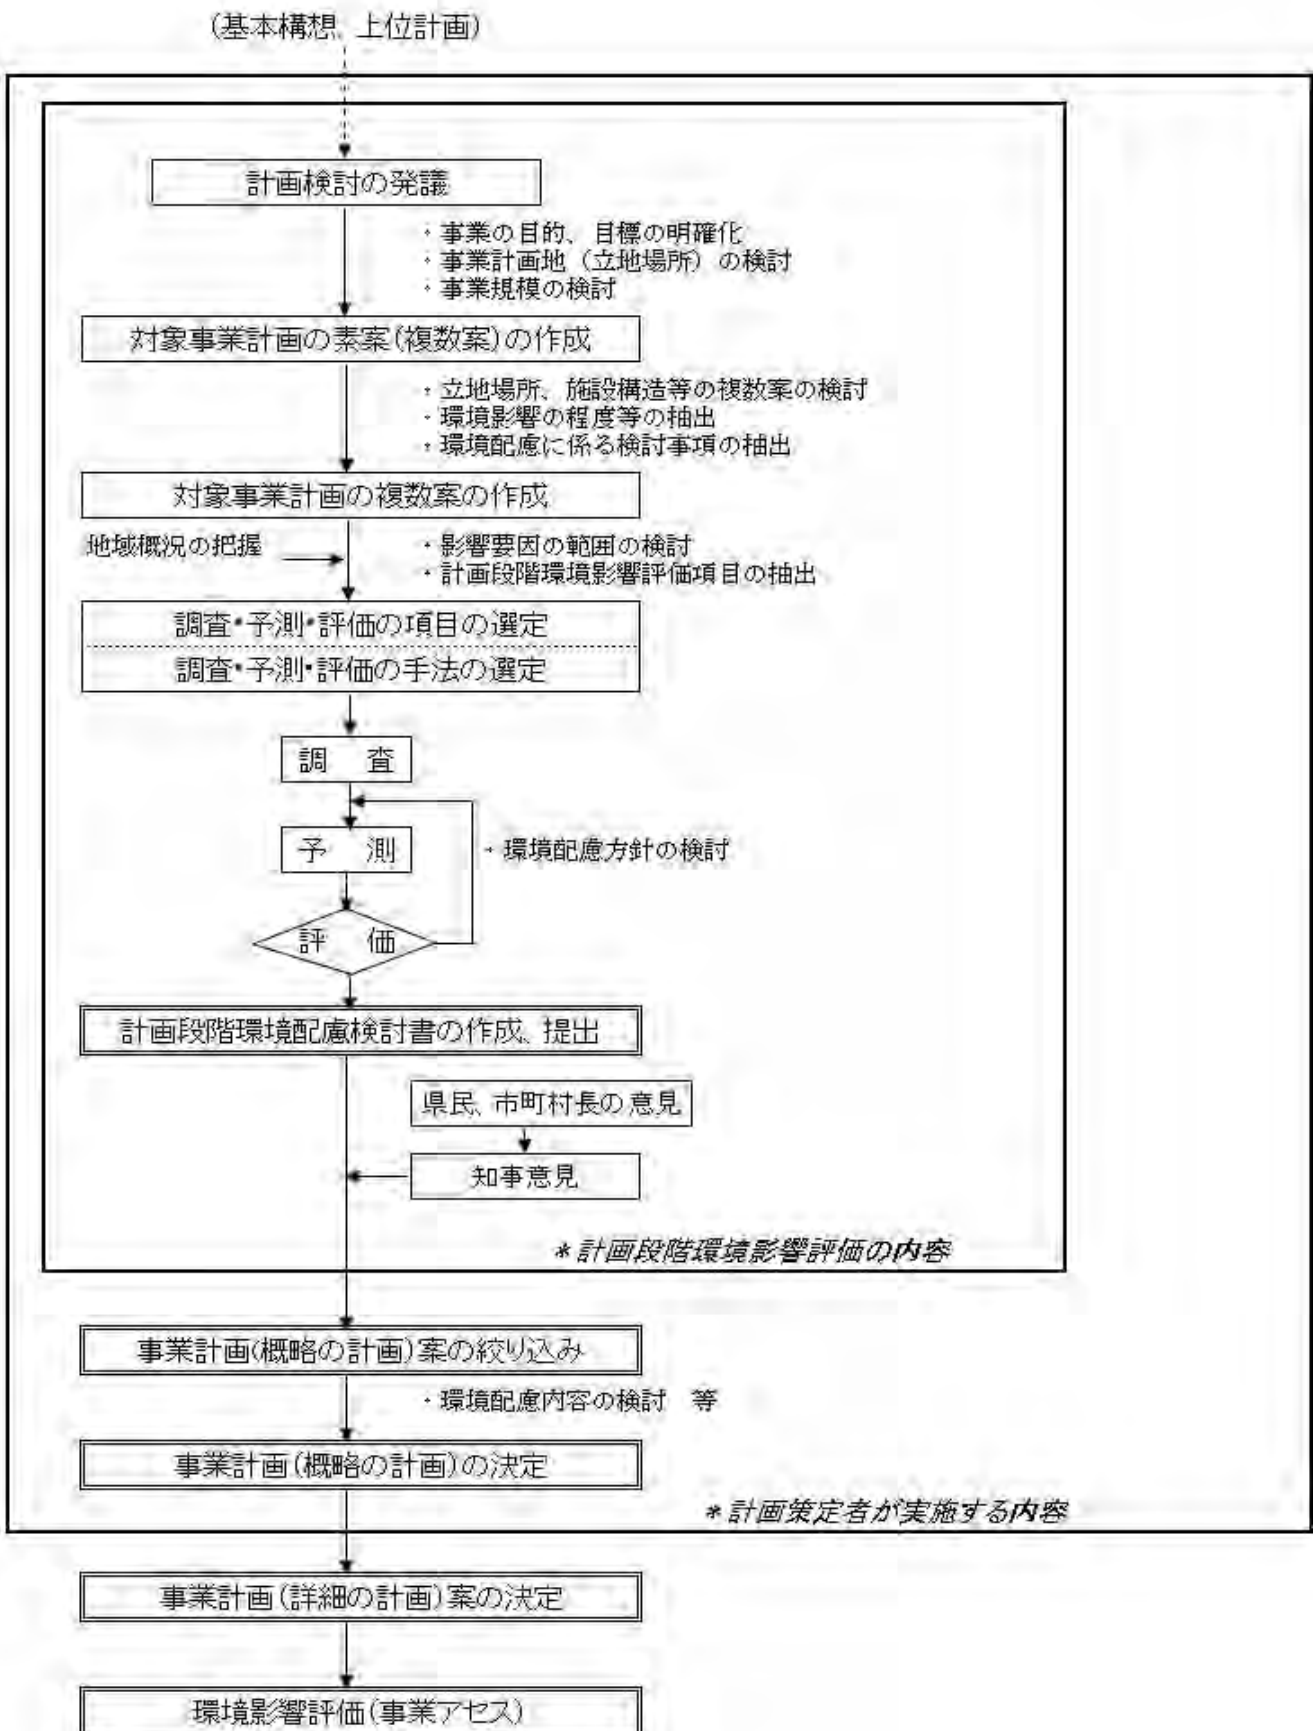 (基本構想、上位計画)
計画検討の発議
・事業の目的、目標の明確化
・事業計画地（立地場所）の検討
・事業規模の検討
対象事業計画の素案(複数案)の作成
・立地場所、施設構造等の複数案の検討
・環境影響の程度等の抽出
・環境配慮に係る検討事項の抽出
対象事業計画の複数案の作成
地域概況の把握
・影響要因の範囲の検討
・計画段階環境影響評価項目の抽出
調査・予測・評価の項目の選定
調査・予測・評価の手法の選定
調　査
予　測
・環境配慮方針の検討
評　価
計画段階環境配慮検討書の作成、提出
県民、市町村長の意見
知事意見
＊計画段階環境影響評価の内容
事業計画(概略の計画)案の絞り込み
・環境配慮内容の検討　等
事業計画(概略の計画)の決定
＊計画策定者が実施する内容
事業計画(詳細の計画)案の決定
環境影響評価(事業アセス)